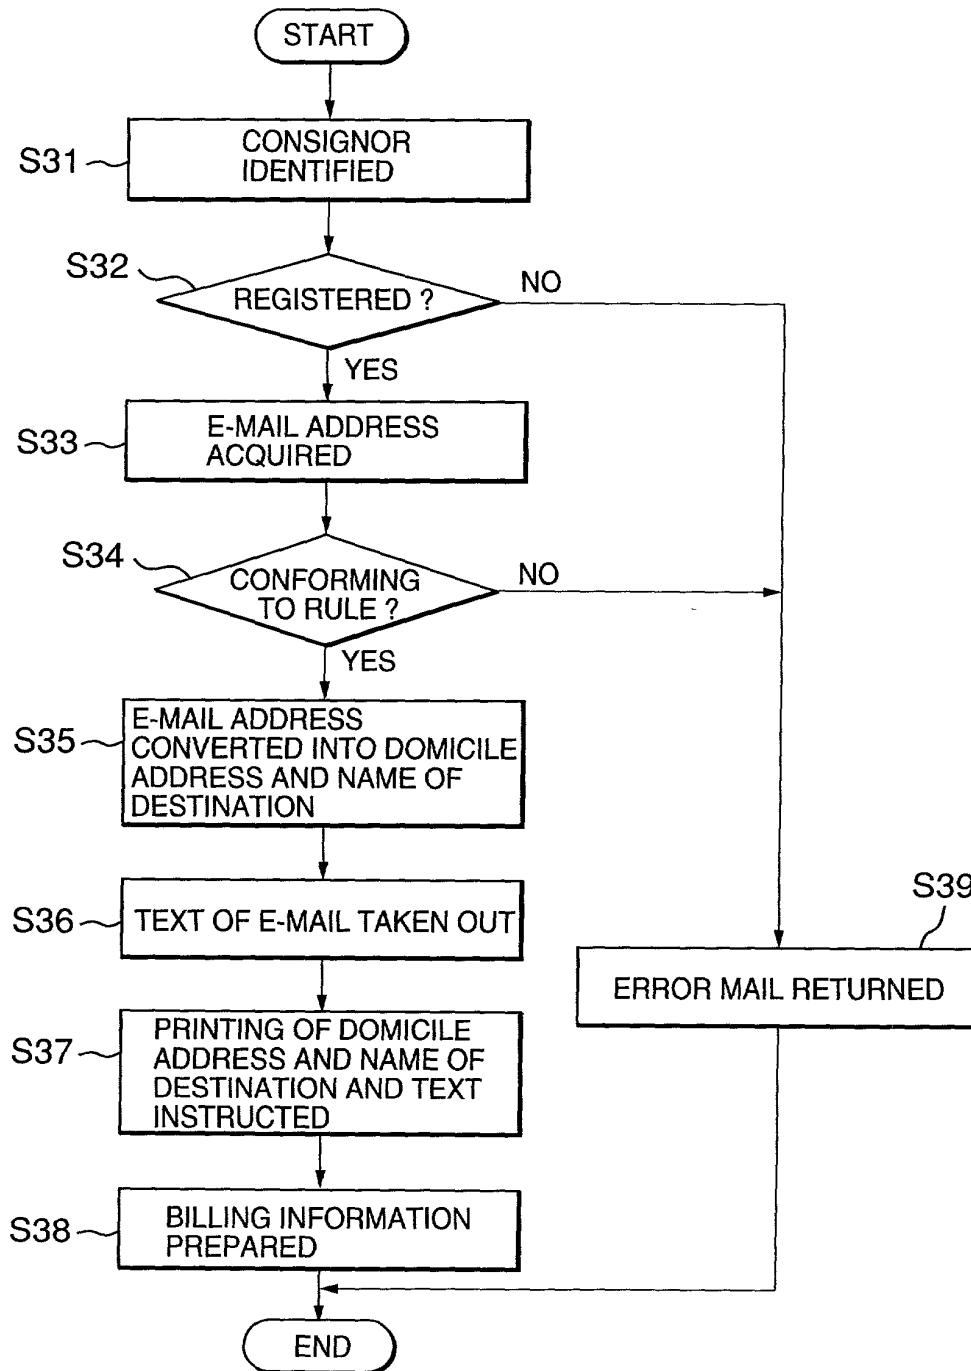 START
S31
CONSIGNOR
IDENTIFIED
S32
REGISTERED ?
NO
YES
S33
E-MAIL ADDRESS
ACQUIRED
S34
CONFORMING
TO RULE ?
NO
YES
S35
E-MAIL ADDRESS
CONVERTED INTO DOMICILE
ADDRESS AND NAME OF
DESTINATION
S36
TEXT OF E-MAIL TAKEN OUT
S39
ERROR MAIL RETURNED
S37
PRINTING OF DOMICILE
ADDRESS AND NAME OF
DESTINATION AND TEXT
INSTRUCTED
S38
BILLING INFORMATION
PREPARED
END